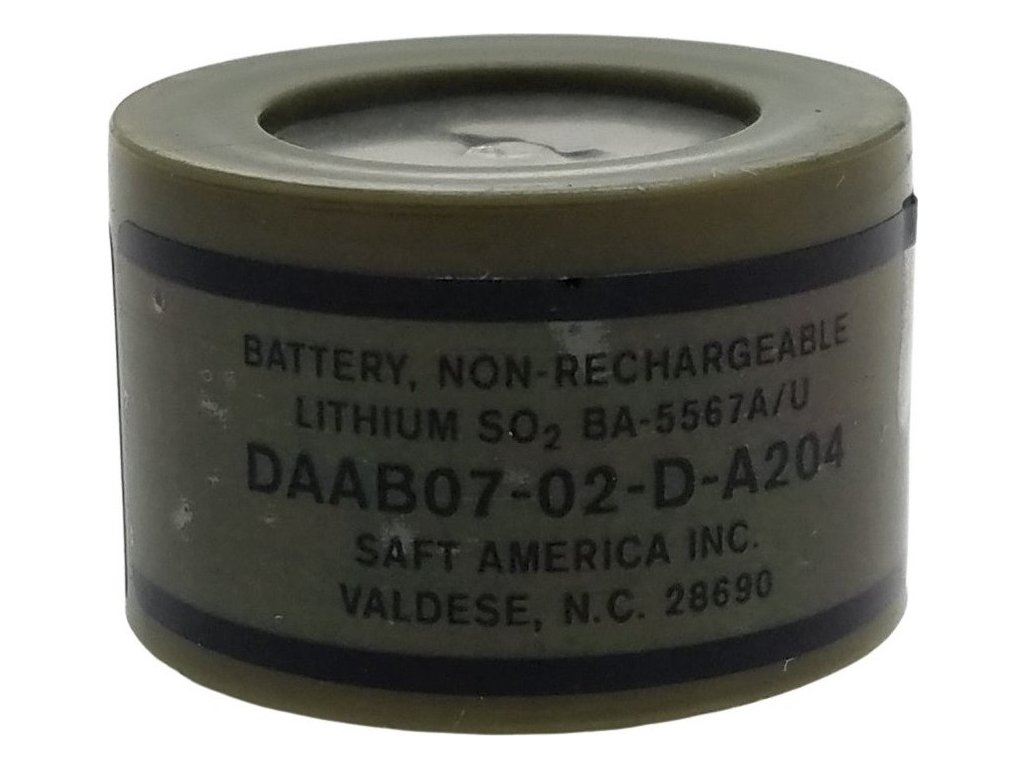 BATTERY, NON-RECHARGEABLE
LITHIUM SO₂ BA-5567A/U
DAAB07-02-D-A204
SAFT AMERICA INC.
VALDESE, N.C. 28690